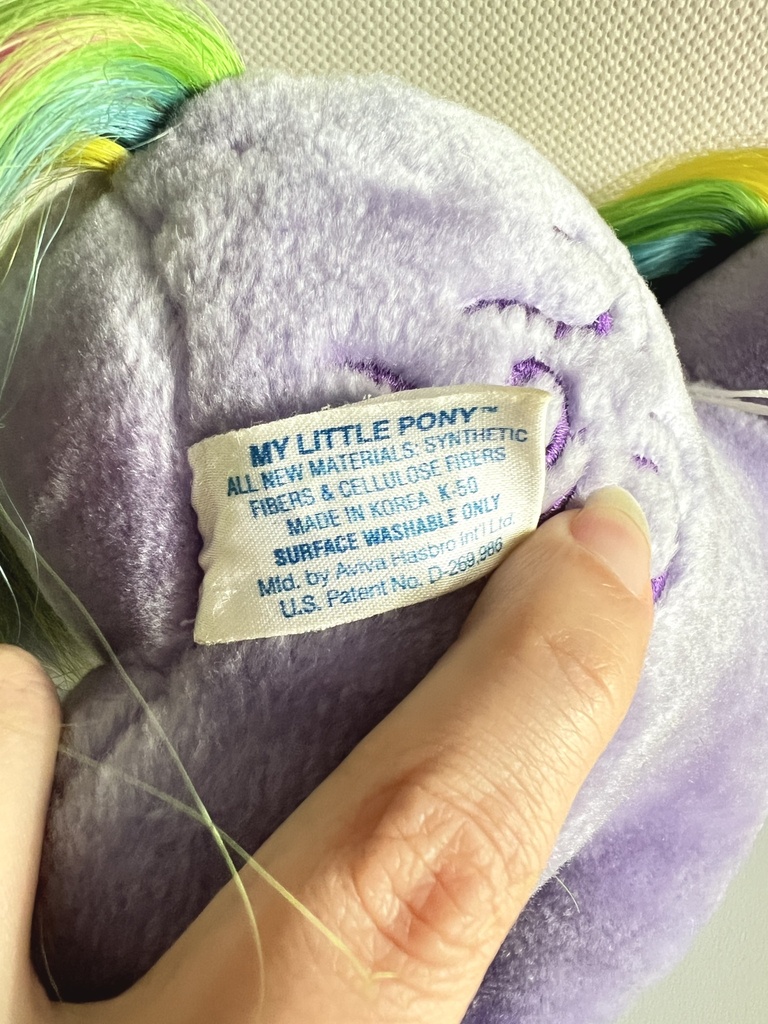 MY LITTLE PONY™
ALL NEW MATERIALS: SYNTHETIC
FIBERS & CELLULOSE FIBERS
MADE IN KOREA K-50
SURFACE WASHABLE ONLY
Mfd. by Aviva Hasbro Int'l Ltd.
U.S. Patent No. D-269,986